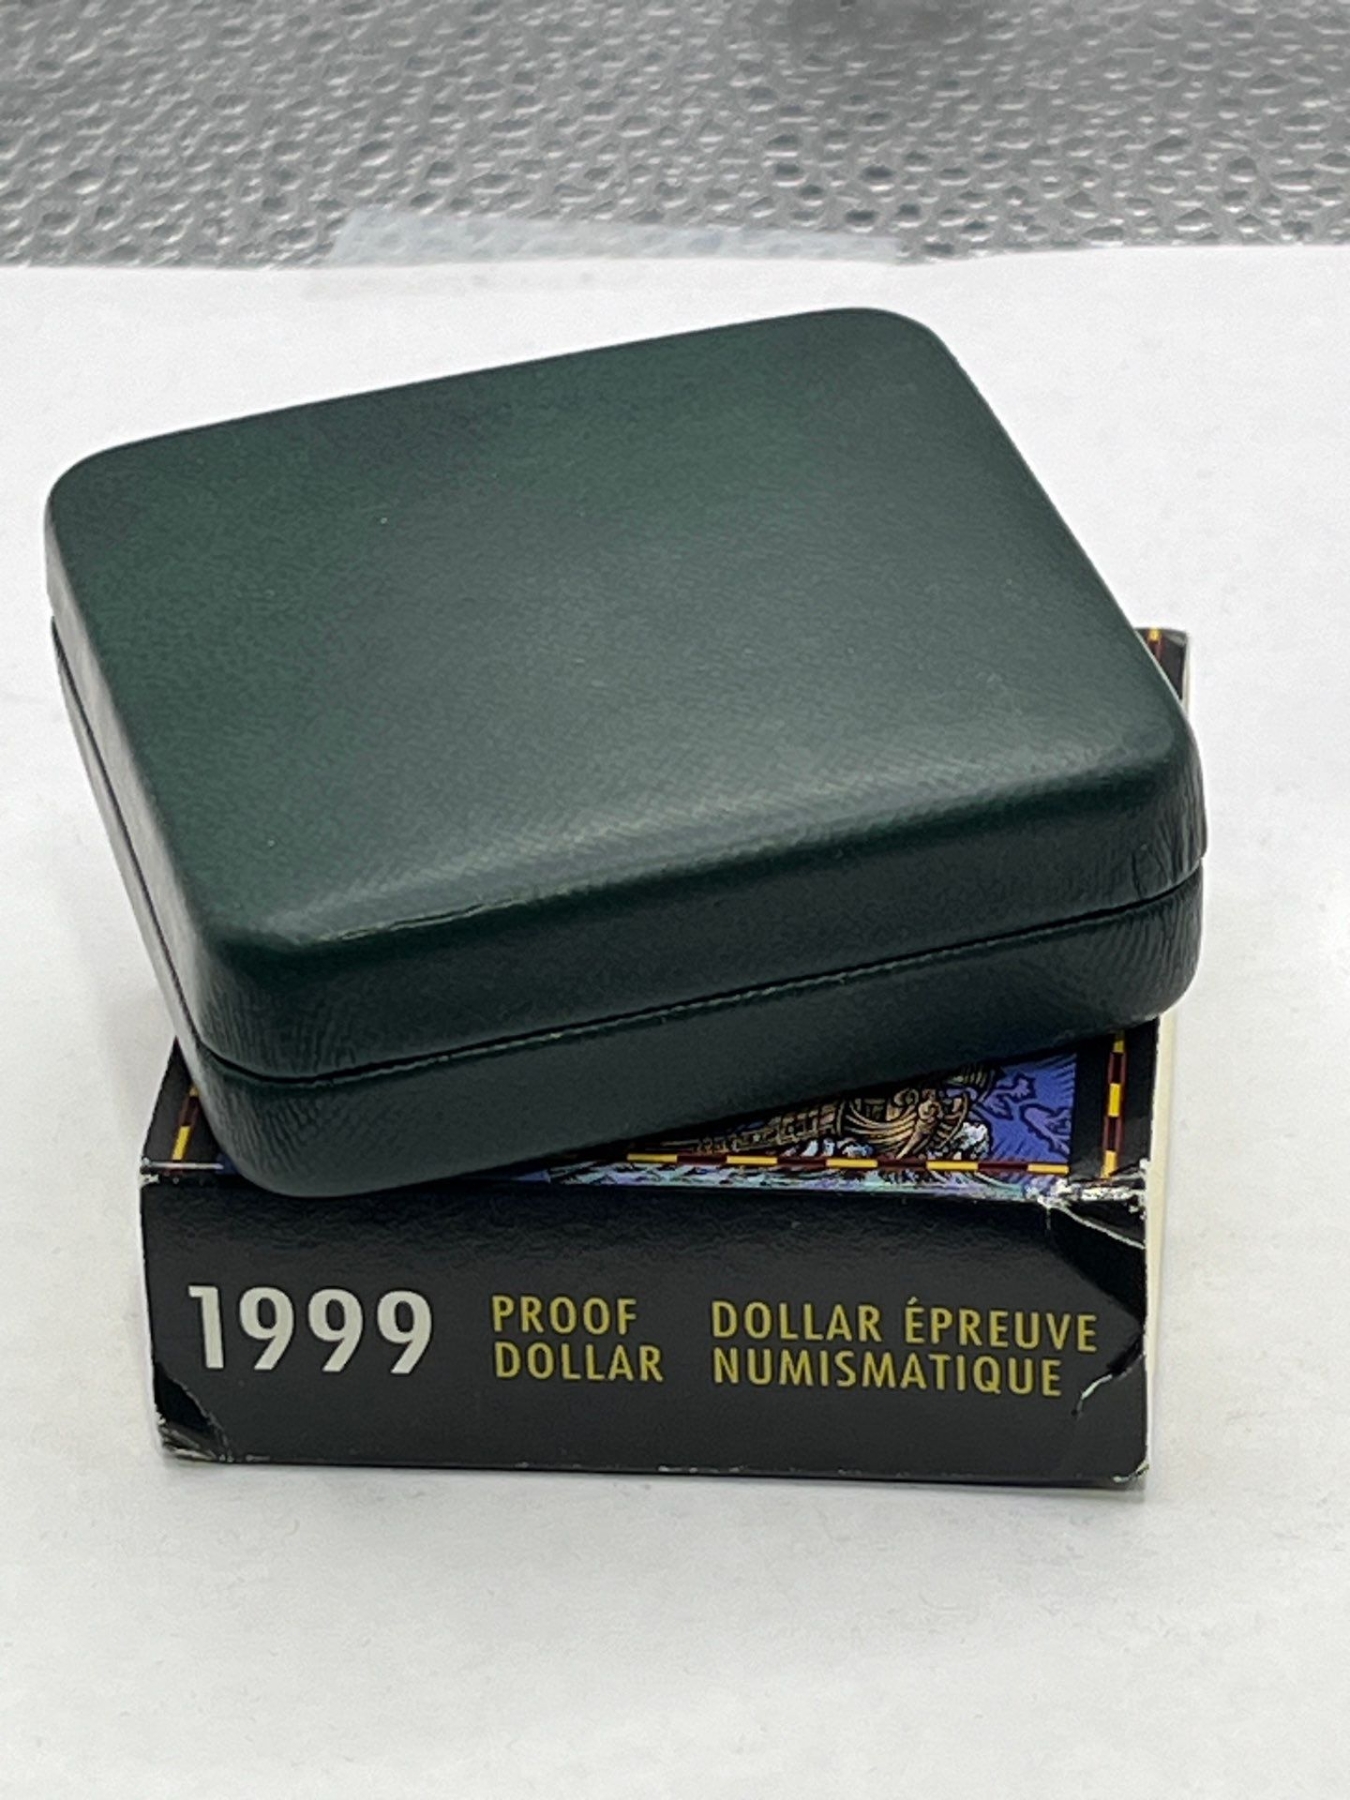 1999
PROOF
DOLLAR
DOLLAR ÉPREUVE
NUMISMATIQUE